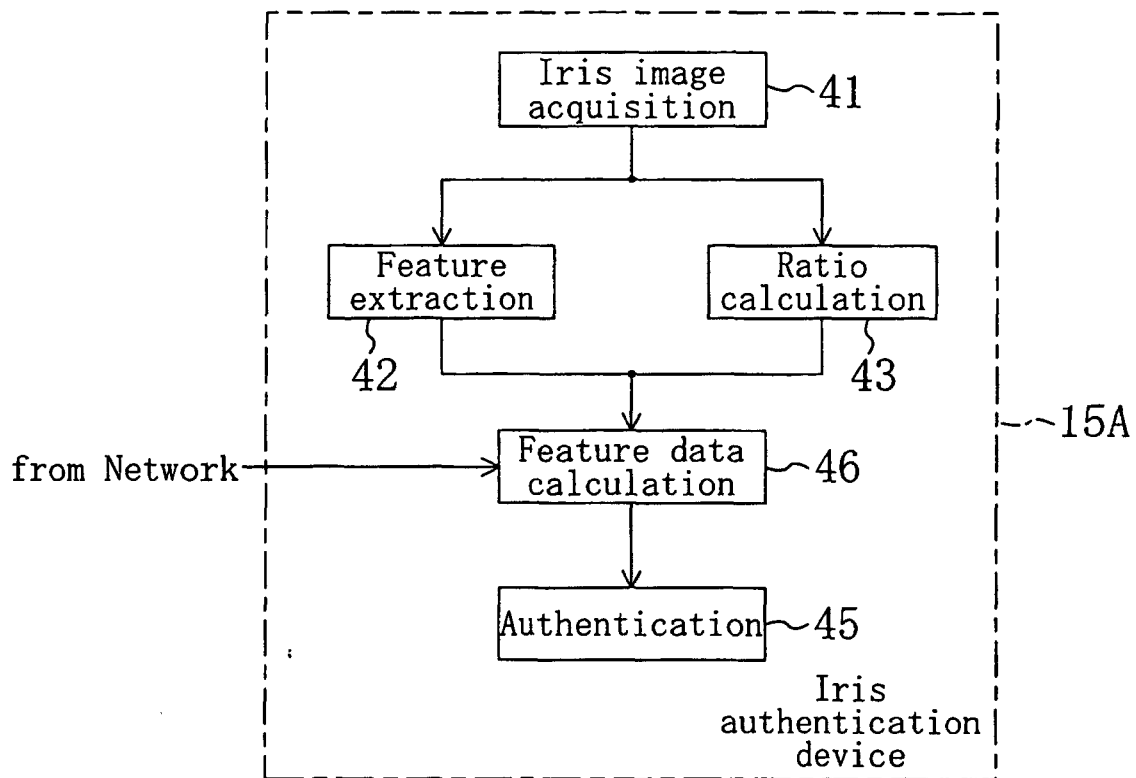 Iris image
acquisition
41
Feature
extraction
42
Ratio
calculation
43
15A
from Network
Feature data
calculation
46
Authentication
45
Iris
authentication
device